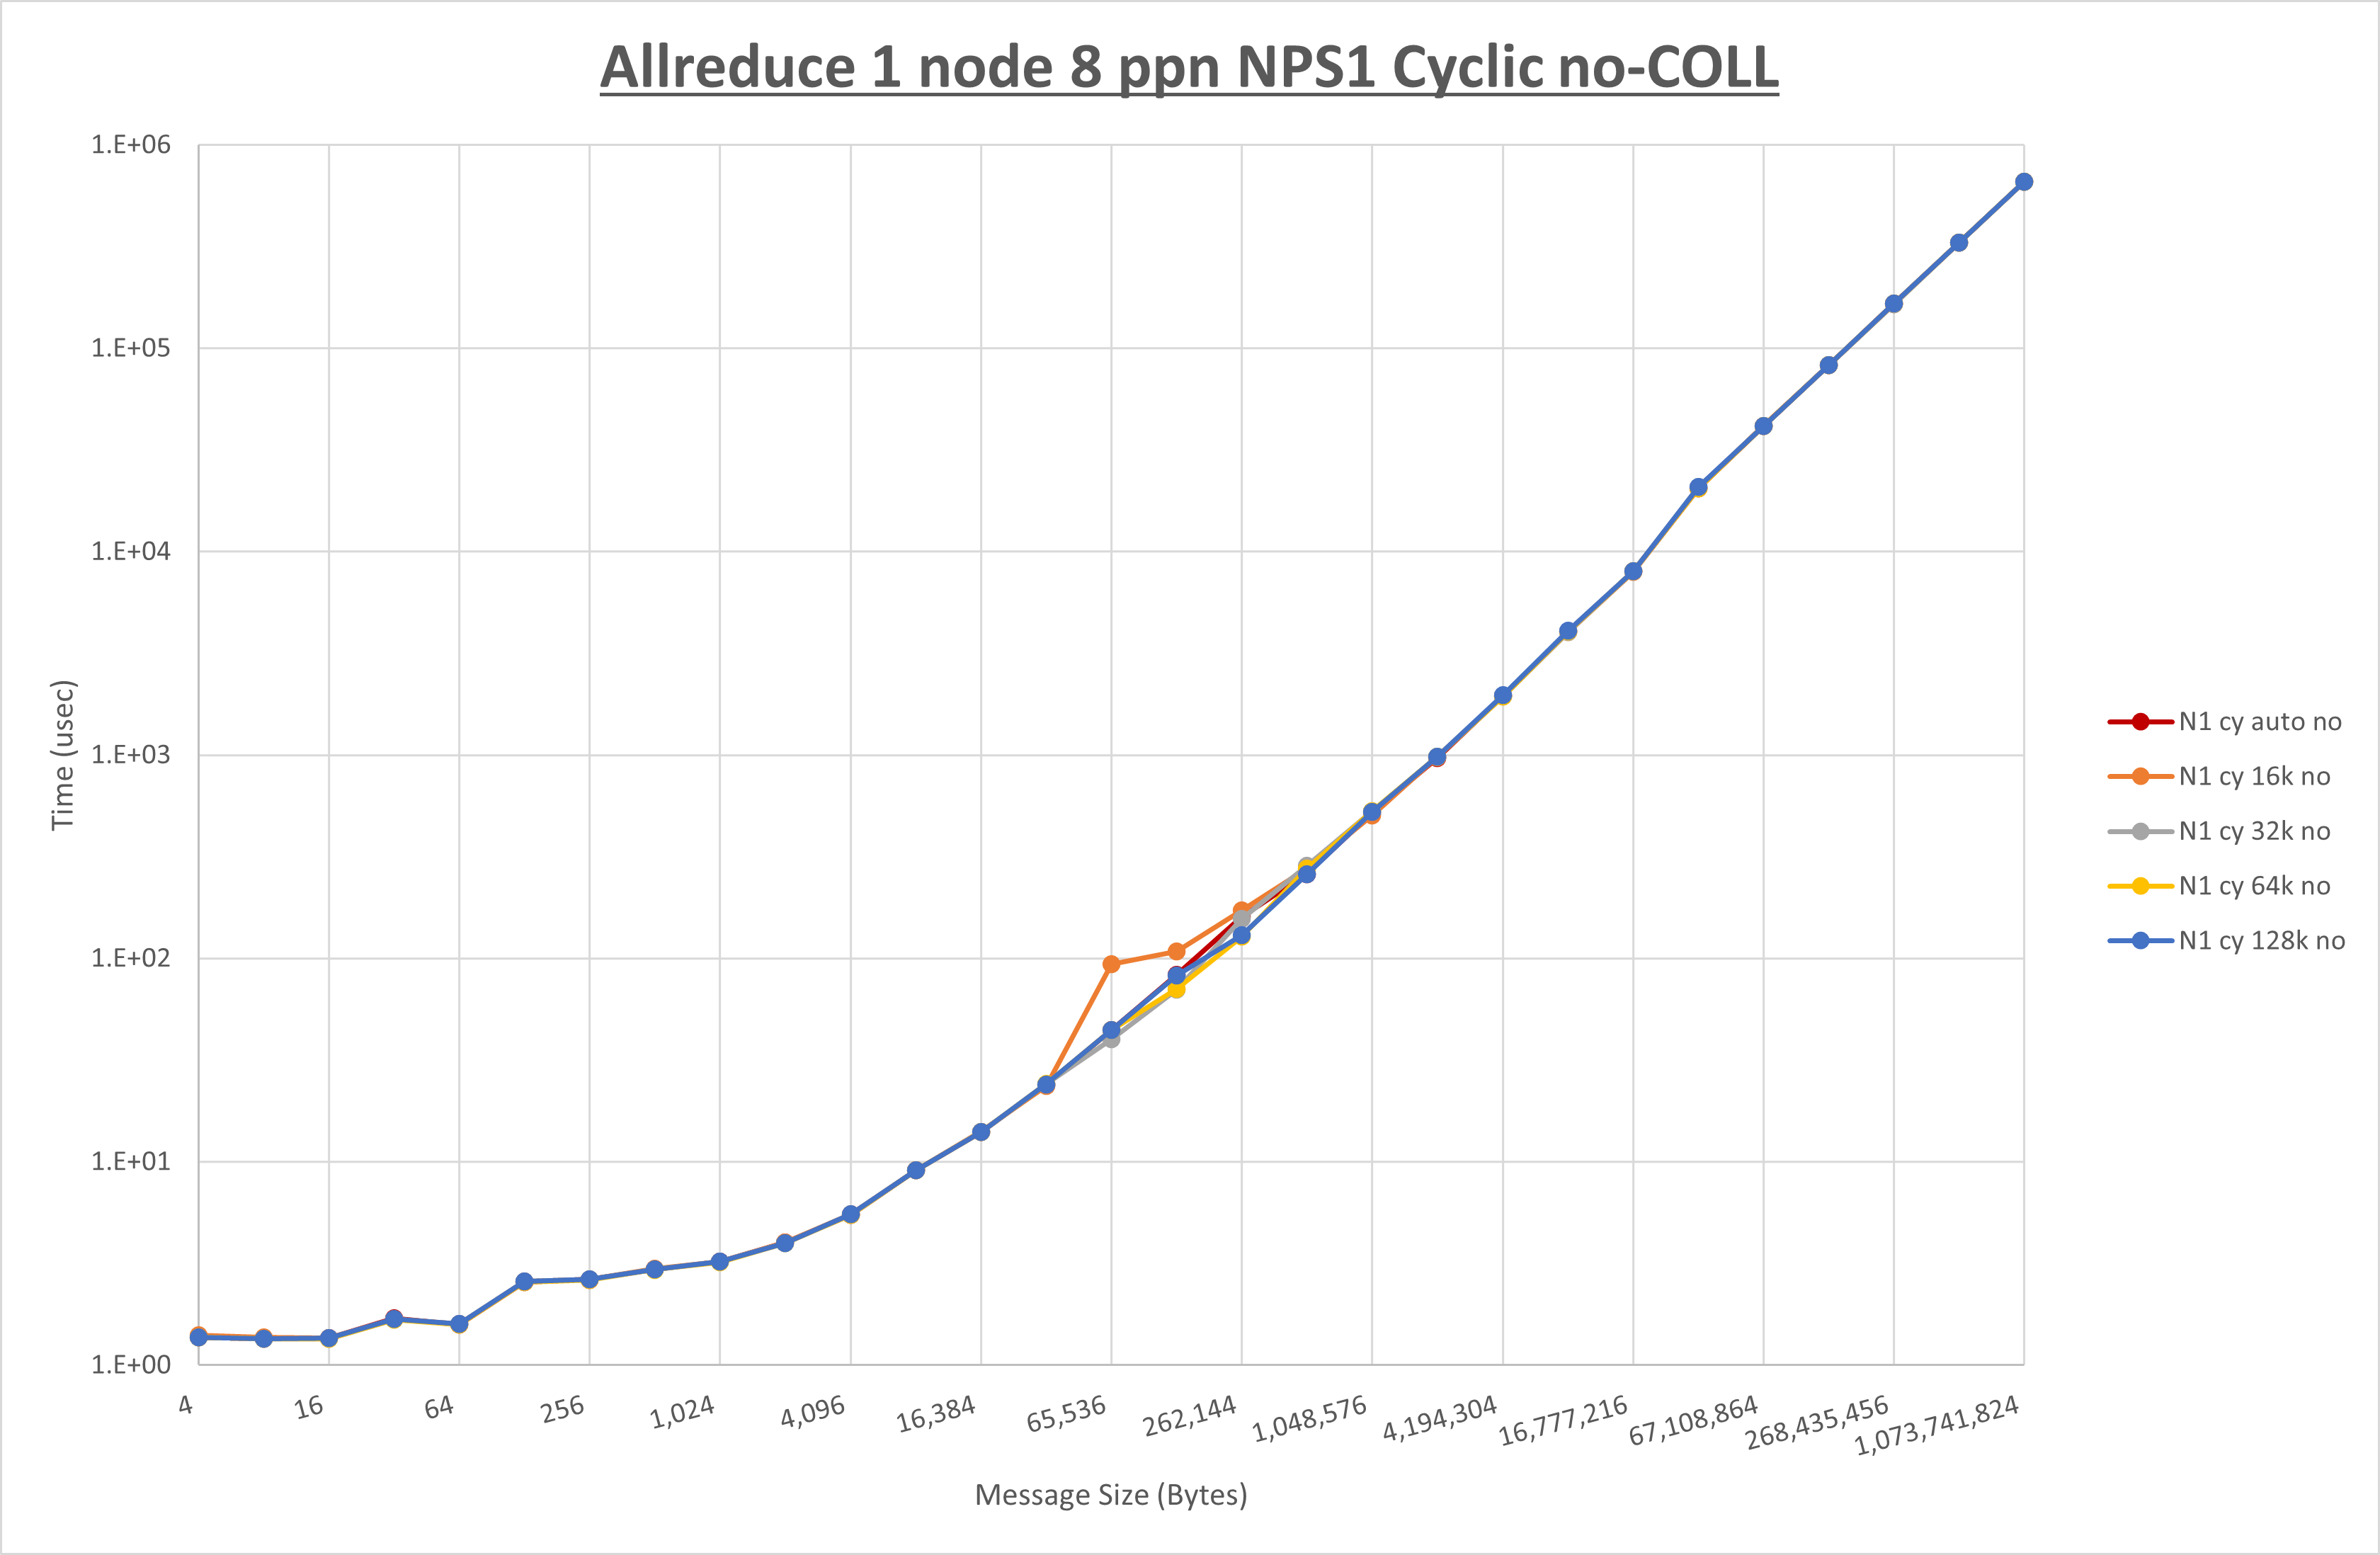 Allreduce 1 node 8 ppn NPS1 Cyclic no-COLL
1.E+06
1.E+05
1.E+04
1.E+03
1.E+02
1.E+01
1.E+00
Time (usec)
4
16
64
256
1,024
4,096
16,384
65,536
262,144
1,048,576
4,194,304
16,777,216
67,108,864
268,435,456
1,073,741,824
Message Size (Bytes)
N1 cy auto no
N1 cy 16k no
N1 cy 32k no
N1 cy 64k no
N1 cy 128k no